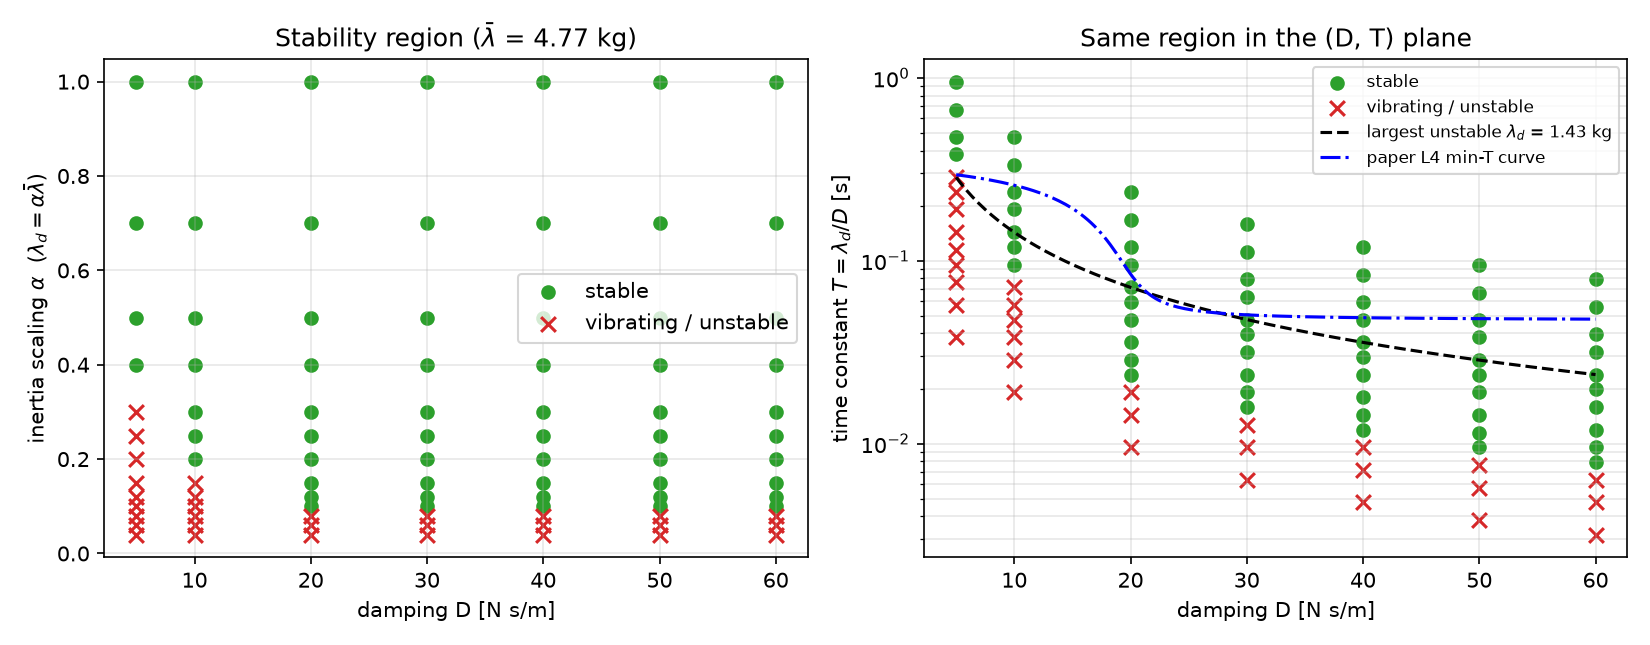 Stability region (λ̄ = 4.77 kg)
1.0
0.8
0.6
0.4
0.2
0.0
inertia scaling α (λ_d = αλ̄)
stable
vibrating / unstable
10 20 30 40 50 60
damping D [N s/m]
Same region in the (D, T) plane
10⁰
10⁻¹
10⁻²
time constant T = λ_d/D [s]
stable
vibrating / unstable
largest unstable λ_d = 1.43 kg
paper L4 min-T curve
10 20 30 40 50 60
damping D [N s/m]